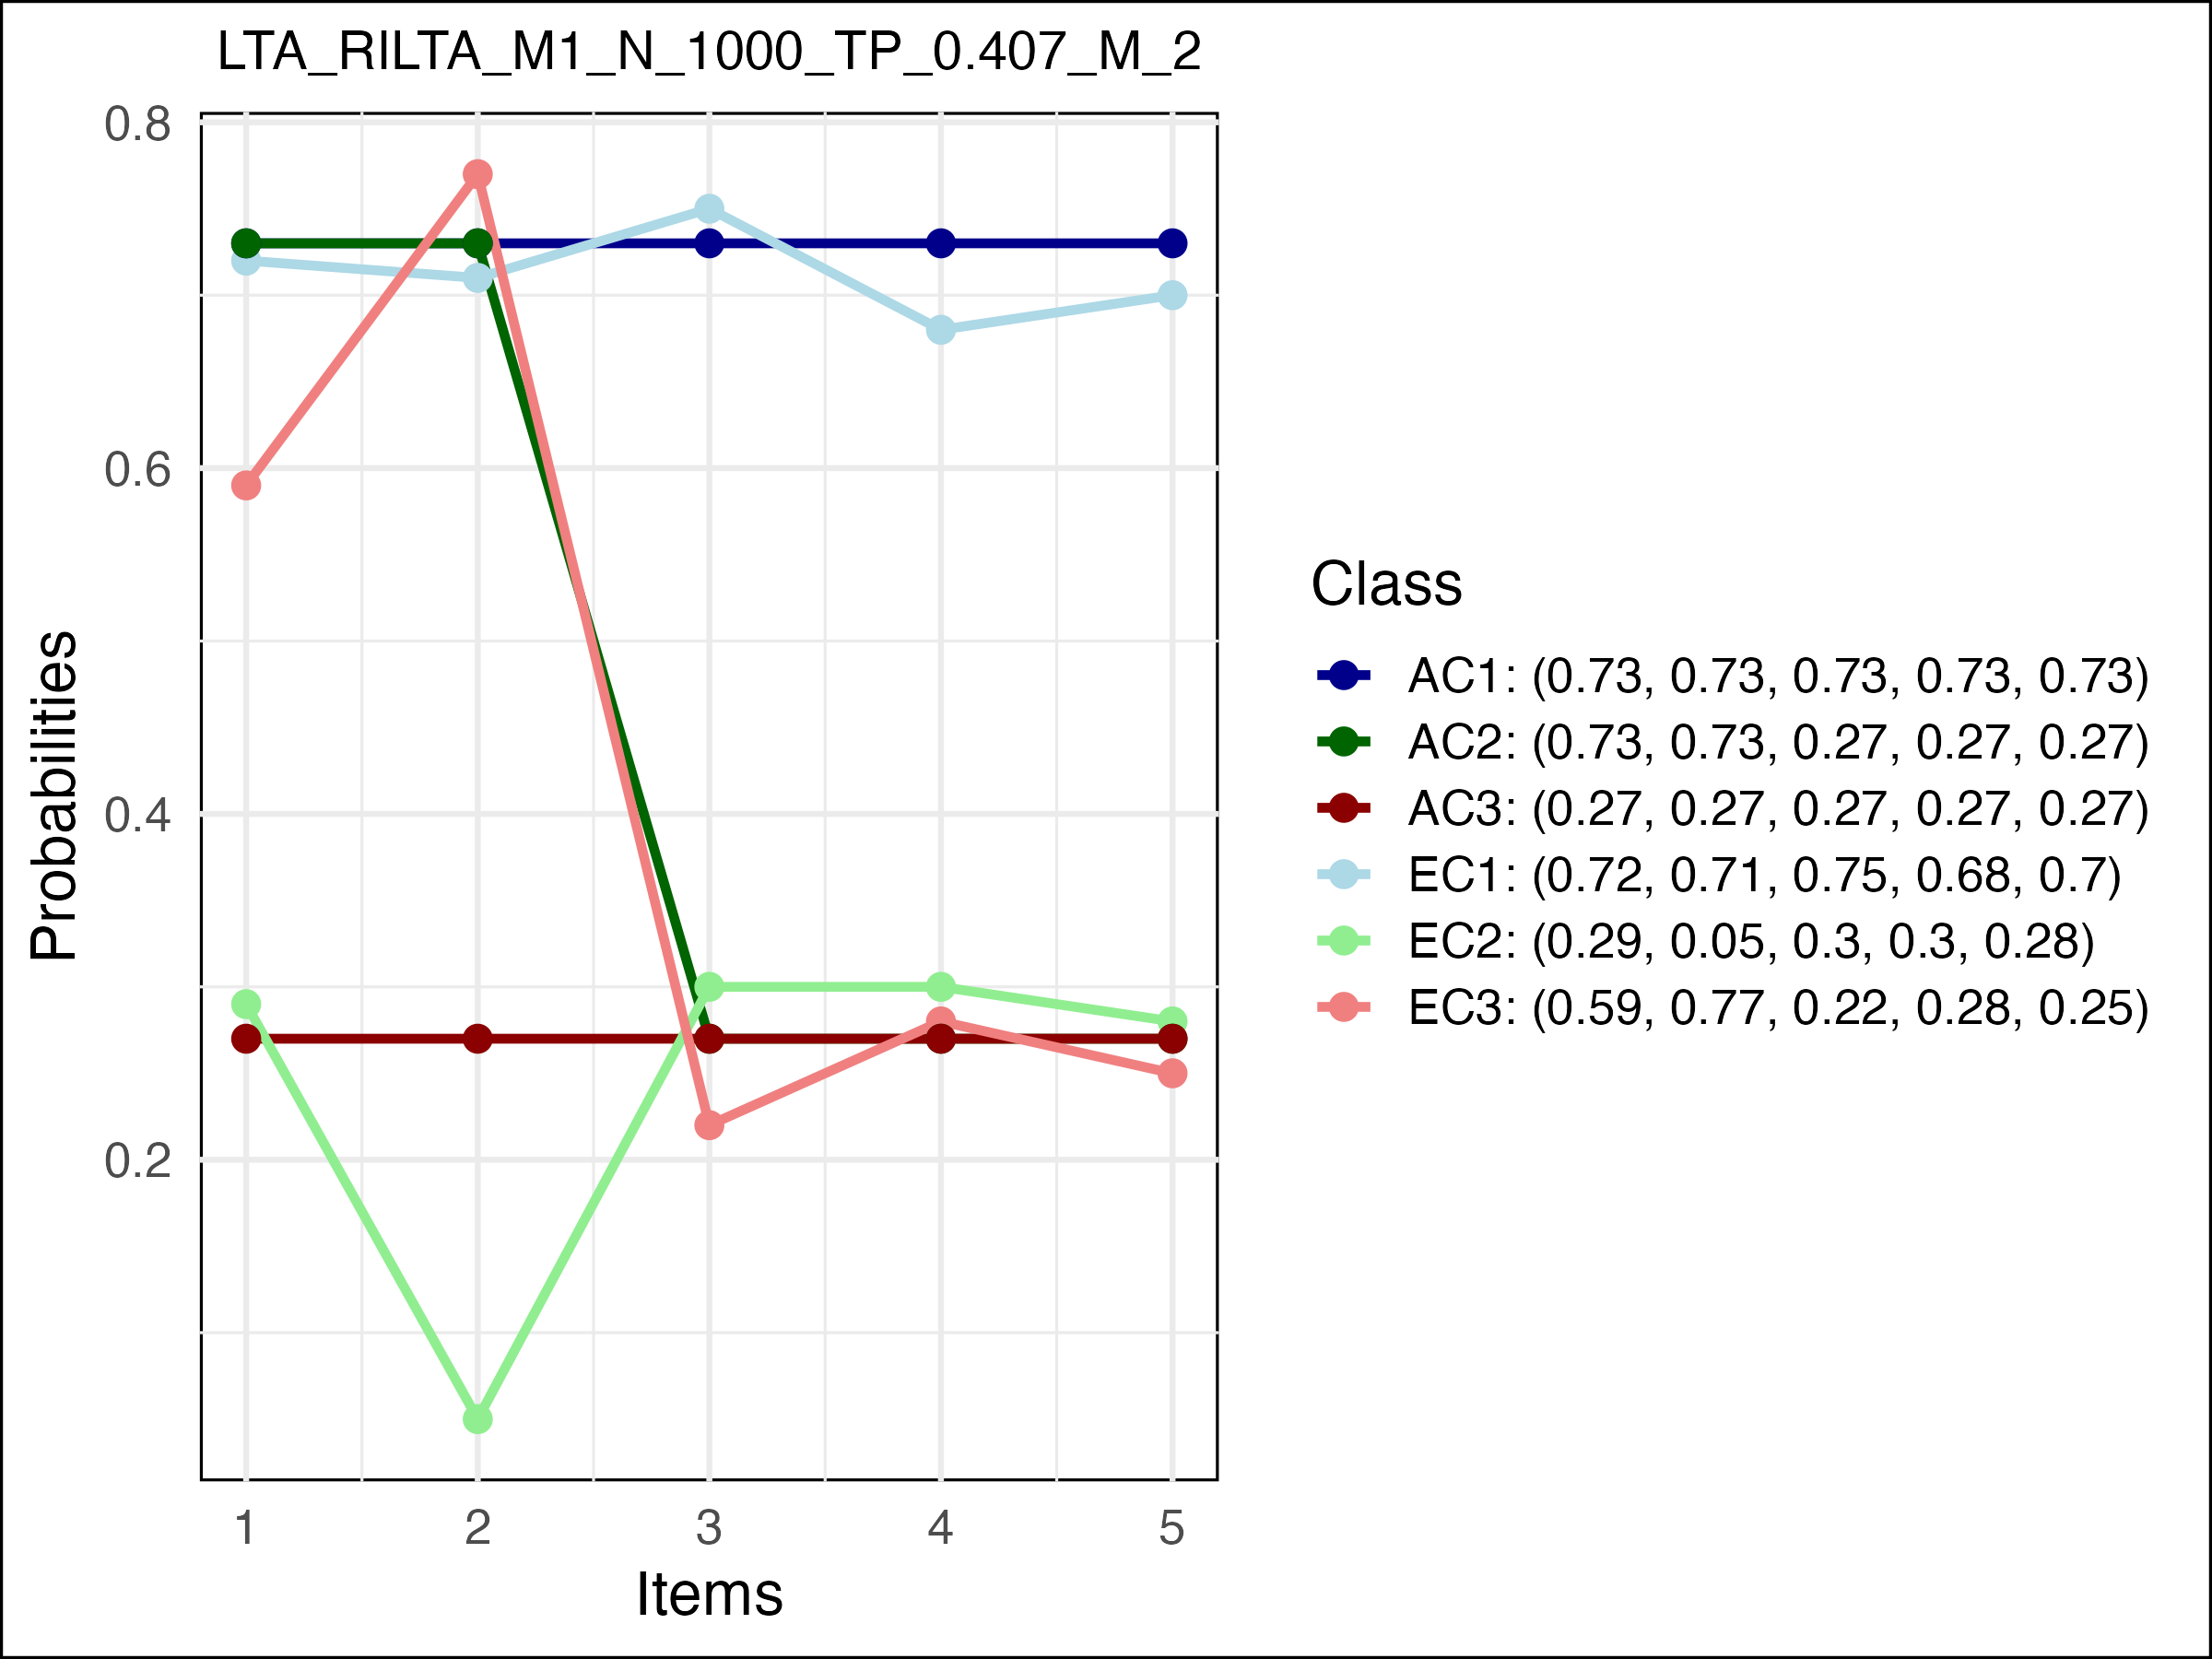 LTA_RILTA_M1_N_1000_TP_0.407_M_2
0.8
0.6
0.4
0.2
Probabilities
1 2 3 4 5
Items
Class
AC1: (0.73, 0.73, 0.73, 0.73, 0.73)
AC2: (0.73, 0.73, 0.27, 0.27, 0.27)
AC3: (0.27, 0.27, 0.27, 0.27, 0.27)
EC1: (0.72, 0.71, 0.75, 0.68, 0.7)
EC2: (0.29, 0.05, 0.3, 0.3, 0.28)
EC3: (0.59, 0.77, 0.22, 0.28, 0.25)